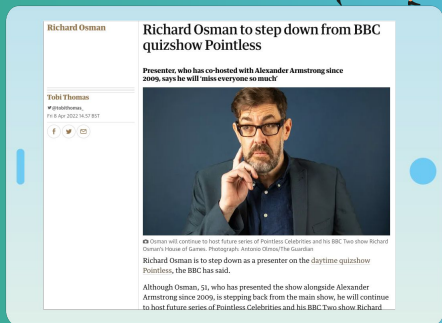 Richard Osman
Richard Osman to step down from BBC
quizshow Pointless
Presenter, who has co-hosted with Alexander Armstrong since
2009, says he will 'miss everyone so much'
Tobi Thomas
@tobithomas_
Fri 8 Apr 2022 14.57 BST
Osman will continue to host future series of Pointless Celebrities and his BBC Two show Richard
Osman's House of Games. Photograph: Antonio Olmos/The Guardian
Richard Osman is to step down as a presenter on the daytime quizshow
Pointless, the BBC has said.
Although Osman, 51, who has presented the show alongside Alexander
Armstrong since 2009, is stepping back from the main show, he will continue
to host future series of Pointless Celebrities and his BBC Two show Richard